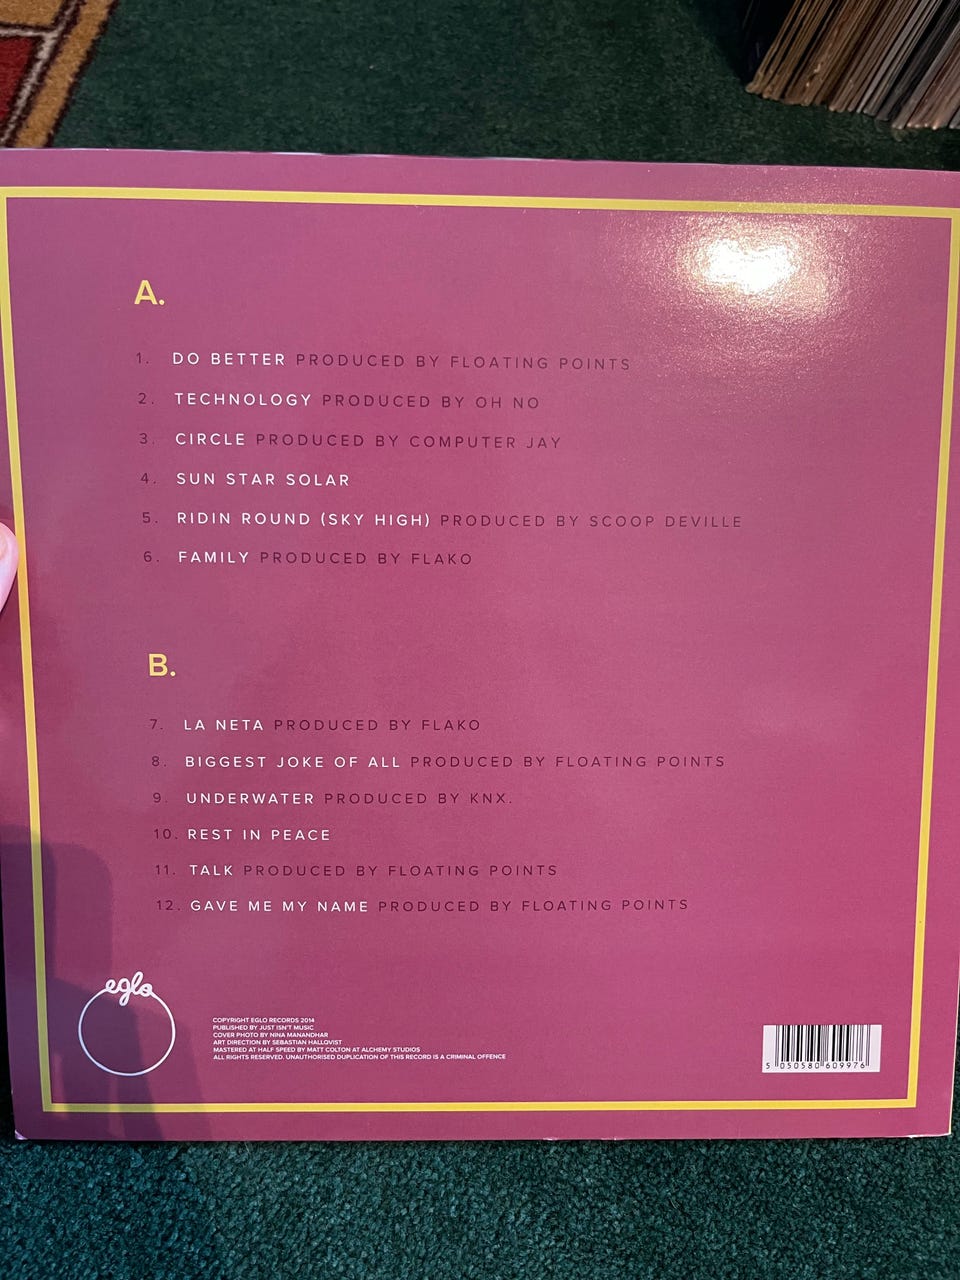 A.
1. DO BETTER PRODUCED BY FLOATING POINTS
2. TECHNOLOGY PRODUCED BY OH NO
3. CIRCLE PRODUCED BY COMPUTER JAY
4. SUN STAR SOLAR
5. RIDIN ROUND (SKY HIGH) PRODUCED BY SCOOP DEVILLE
6. FAMILY PRODUCED BY FLAKO
B.
7. LA NETA PRODUCED BY FLAKO
8. BIGGEST JOKE OF ALL PRODUCED BY FLOATING POINTS
9. UNDERWATER PRODUCED BY KNX.
10. REST IN PEACE
11. TALK PRODUCED BY FLOATING POINTS
12. GAVE ME MY NAME PRODUCED BY FLOATING POINTS
eglo
COPYRIGHT EGLO RECORDS 2014
PUBLISHED BY JUST ISN'T MUSIC
COVER PHOTO BY NINA MANANDHAR
ART DIRECTION BY SEBASTIAN HALLQVIST
MASTERED AT HALF SPEED BY MATT COLTON AT ALCHEMY STUDIOS
ALL RIGHTS RESERVED. UNAUTHORISED DUPLICATION OF THIS RECORD IS A CRIMINAL OFFENCE
5 050580 609976